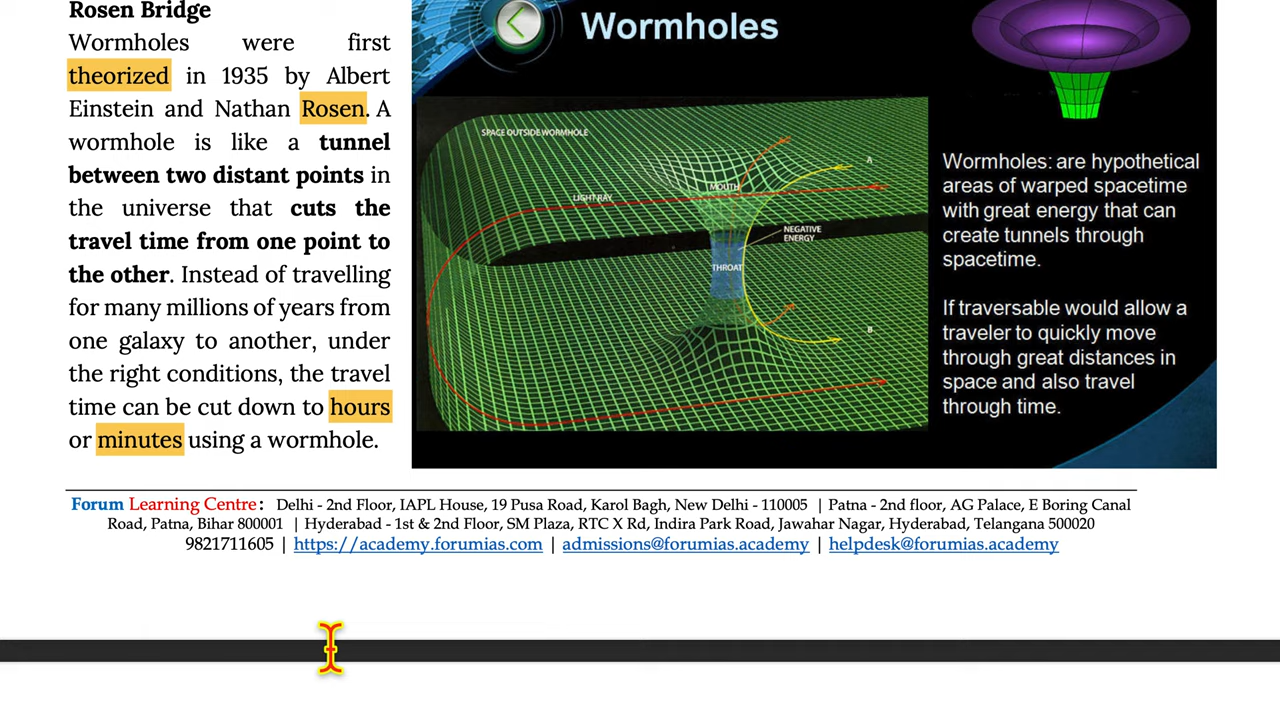 Rosen Bridge
Wormholes were first
theorized in 1935 by Albert
Einstein and Nathan Rosen. A
wormhole is like a tunnel
between two distant points in
the universe that cuts the
travel time from one point to
the other. Instead of travelling
for many millions of years from
one galaxy to another, under
the right conditions, the travel
time can be cut down to hours
or minutes using a wormhole.
Wormholes
SPACE OUTSIDE WORMHOLE
A
MOUTH
LIGHT RAY
NEGATIVE
ENERGY
THROAT
B
Wormholes: are hypothetical
areas of warped spacetime
with great energy that can
create tunnels through
spacetime.
If traversable would allow a
traveler to quickly move
through great distances in
space and also travel
through time.
Forum Learning Centre: Delhi - 2nd Floor, IAPL House, 19 Pusa Road, Karol Bagh, New Delhi - 110005 | Patna - 2nd floor, AG Palace, E Boring Canal
Road, Patna, Bihar 800001 | Hyderabad - 1st & 2nd Floor, SM Plaza, RTC X Rd, Indira Park Road, Jawahar Nagar, Hyderabad, Telangana 500020
9821711605 | https://academy.forumias.com | admissions@forumias.academy | helpdesk@forumias.academy